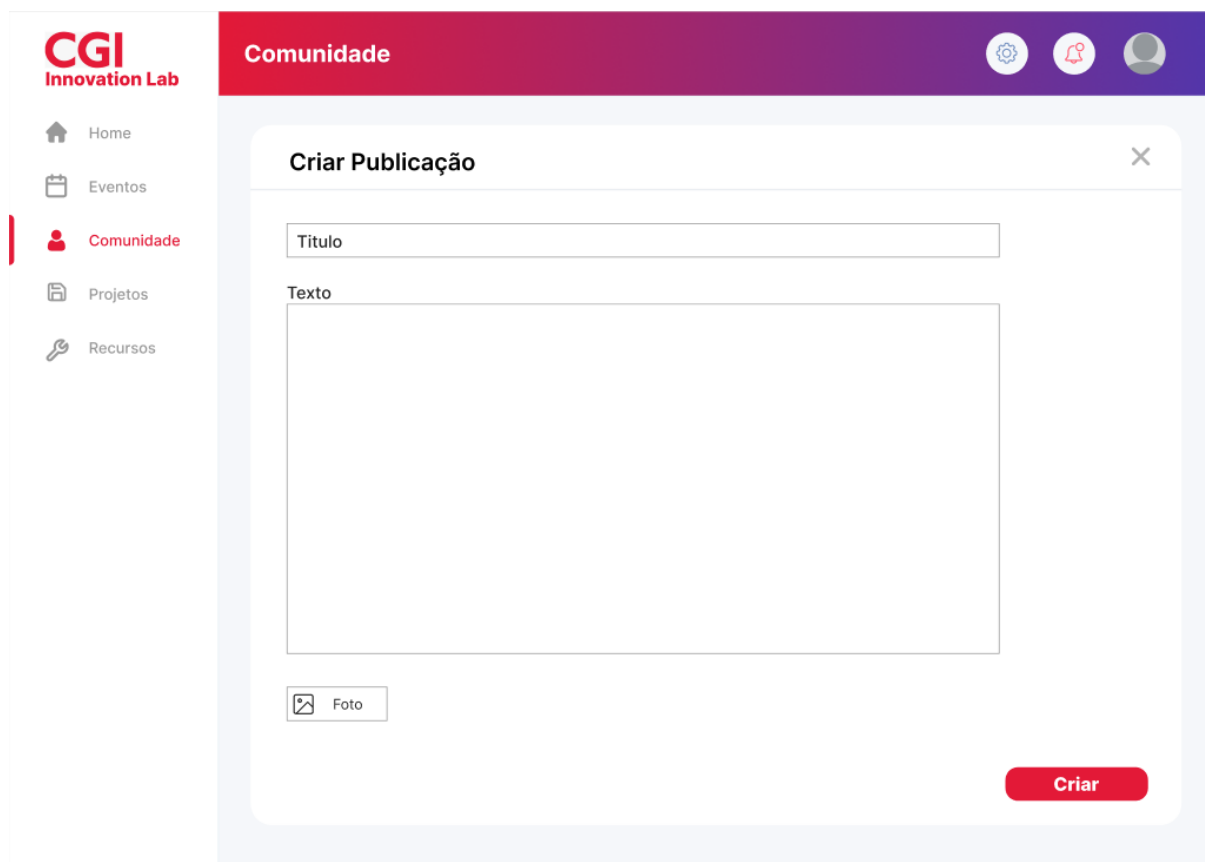 CGI
Innovation Lab
Comunidade
Home
Eventos
Comunidade
Projetos
Recursos
Criar Publicação
Titulo
Texto
Foto
Criar